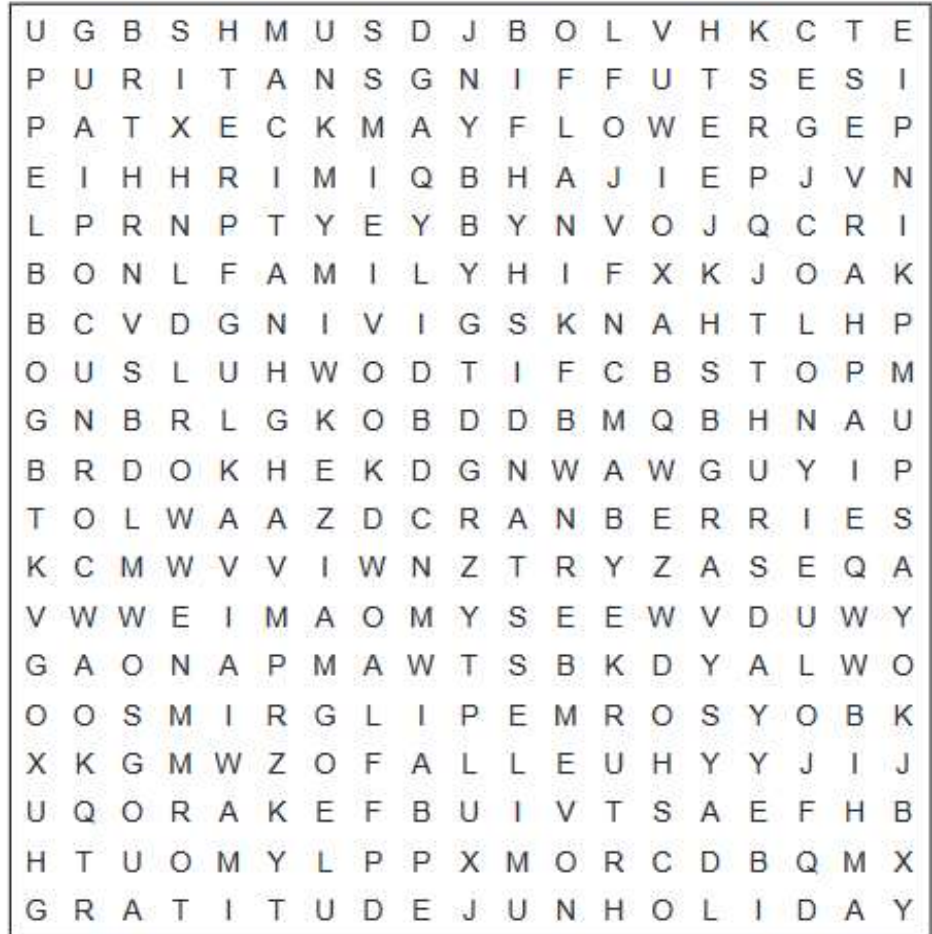 U G B S H M U S D J B O L V H K C T E
P U R I T A N S G N I F F U T S E S I
P A T X E C K M A Y F L O W E R G E P
E I H H R I M I Q B H A J I E P J V N
L P R N P T Y E Y B Y N V O J Q C R I
B O N L F A M I L Y H I F X K J O A K
B C V D G N I V I G S K N A H T L H P
O U S L U H W O D T I F C B S T O P M
G N B R L G K O B D D B M Q B H N A U
B R D O K H E K D G N W A W G U Y I P
T O L W A A Z D C R A N B E R R I E S
K C M W V V I W N Z T R Y Z A S E Q A
V W W E I M A O M Y S E E W V D U W Y
G A O N A P M A W T S B K D Y A L W O
O O S M I R G L I P E M R O S Y O B K
X K G M W Z O F A L L E U H Y Y J I J
U Q O R A K E F B U I V T S A E F H B
H T U O M Y L P P X M O R C D B Q M X
G R A T I T U D E J U N H O L I D A Y